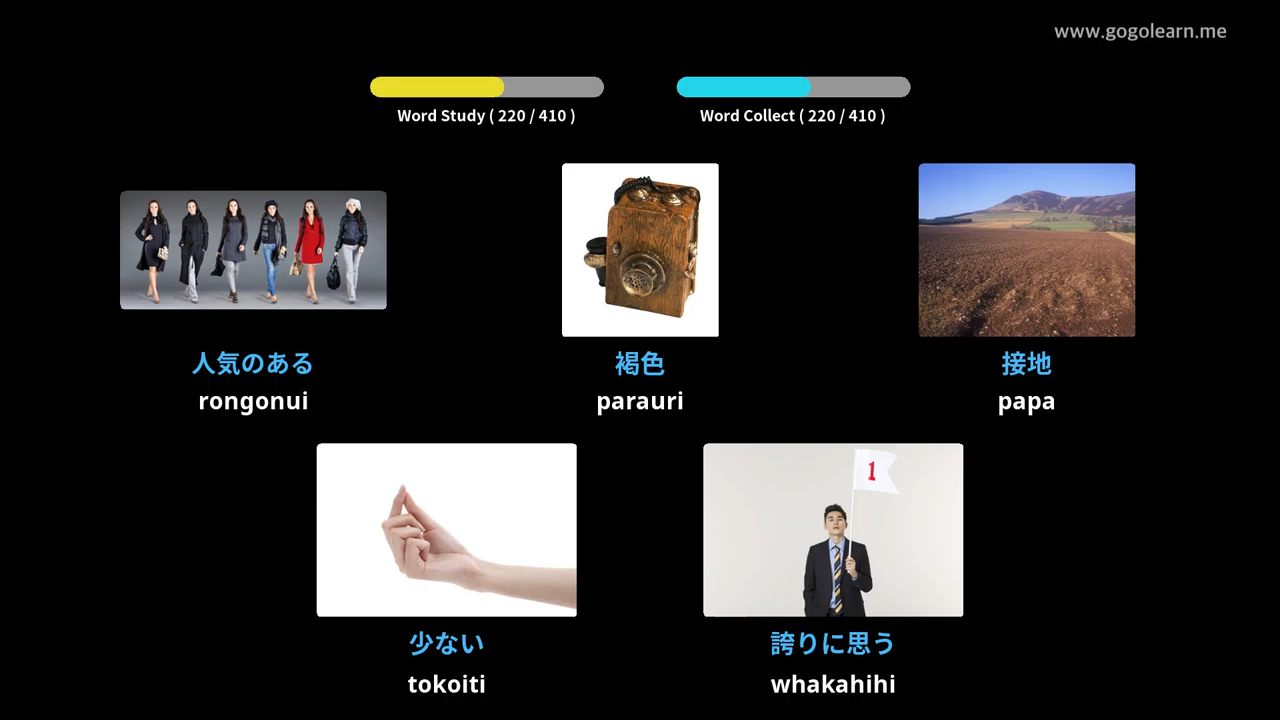 www.gogolearn.me
Word Study ( 220 / 410 )
Word Collect ( 220 / 410 )
人気のある
rongonui
褐色
parauri
接地
papa
1
少ない
tokoiti
誇りに思う
whakahihi